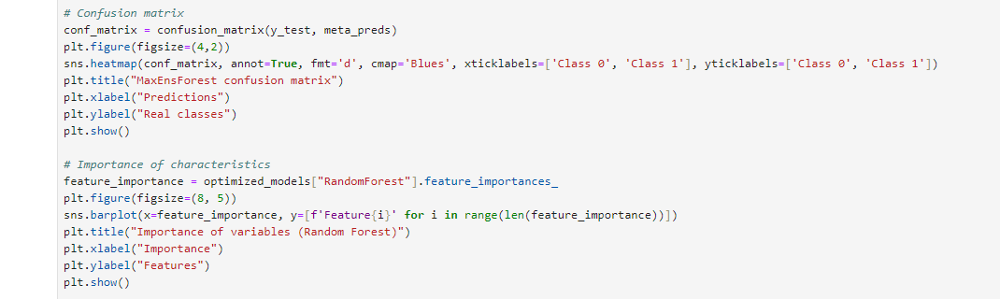 # Confusion matrix
conf_matrix = confusion_matrix(y_test, meta_preds)
plt.figure(figsize=(4,2))
sns.heatmap(conf_matrix, annot=True, fmt='d', cmap='Blues', xticklabels=['Class 0', 'Class 1'], yticklabels=['Class 0', 'Class 1'])
plt.title("MaxEnsForest confusion matrix")
plt.xlabel("Predictions")
plt.ylabel("Real classes")
plt.show()

# Importance of characteristics
feature_importance = optimized_models["RandomForest"].feature_importances_
plt.figure(figsize=(8, 5))
sns.barplot(x=feature_importance, y=[f'Feature{i}' for i in range(len(feature_importance))])
plt.title("Importance of variables (Random Forest)")
plt.xlabel("Importance")
plt.ylabel("Features")
plt.show()